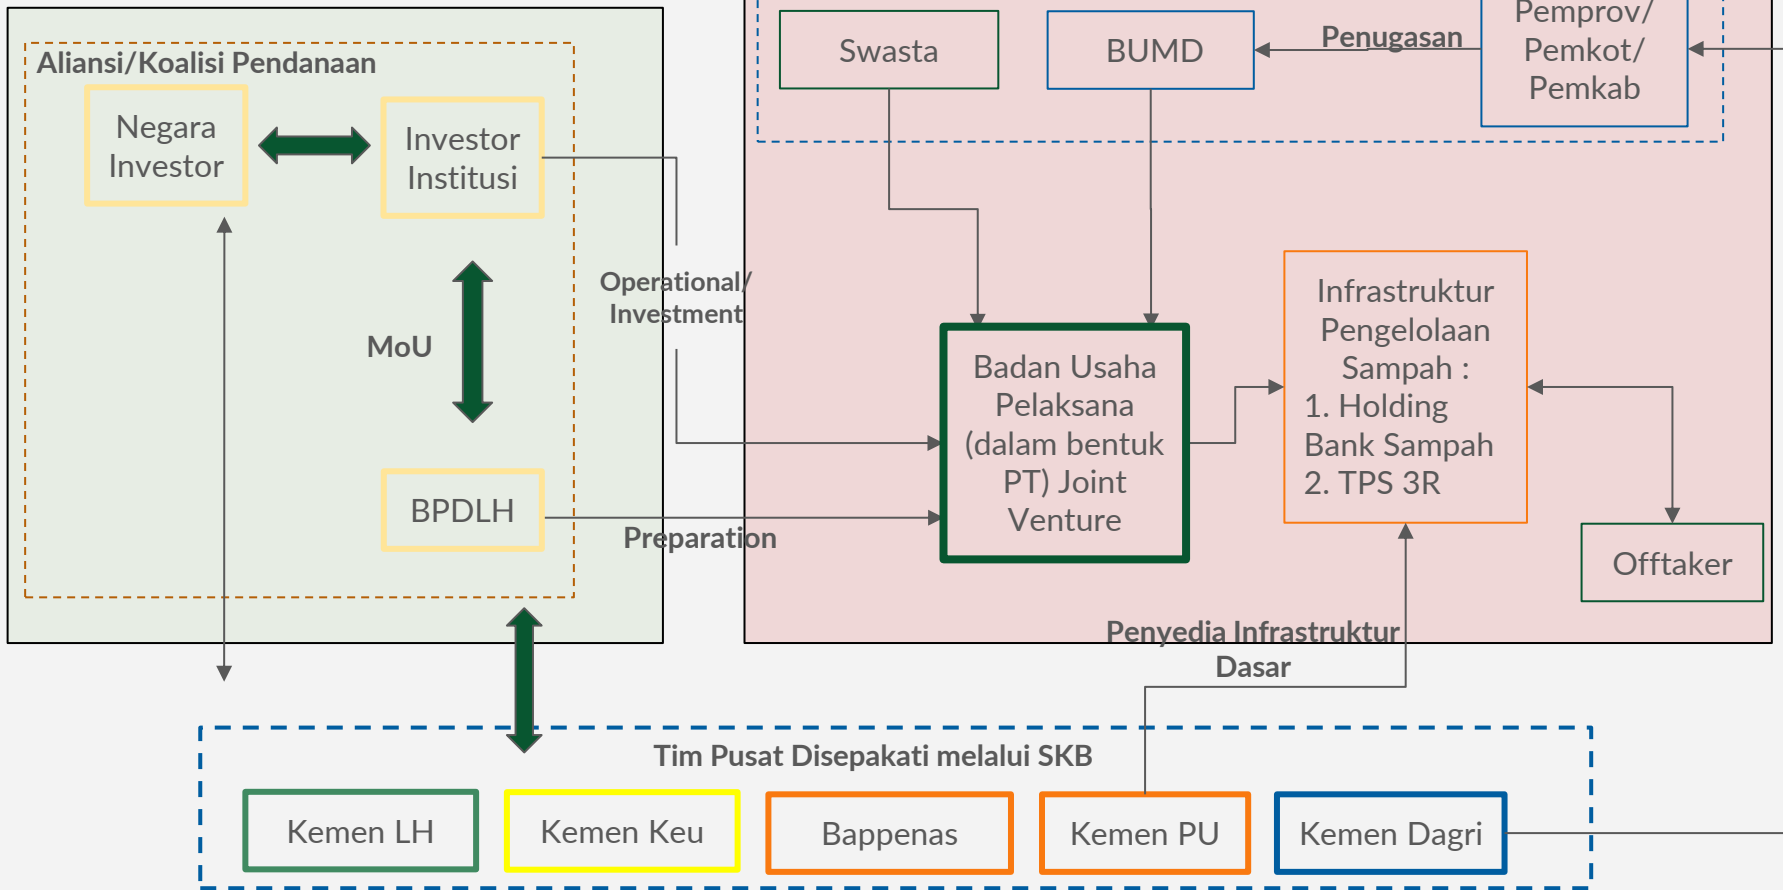 Aliansi/Koalisi Pendanaan
Negara
Investor
Investor
Institusi
MoU
BPDLH
Operational/
Investment
Preparation
Swasta
BUMD
Penugasan
Pemprov/
Pemkot/
Pemkab
Badan Usaha
Pelaksana
(dalam bentuk
PT) Joint
Venture
Infrastruktur
Pengelolaan
Sampah :
1. Holding
Bank Sampah
2. TPS 3R
Offtaker
Penyedia Infrastruktur
Dasar
Tim Pusat Disepakati melalui SKB
Kemen LH
Kemen Keu
Bappenas
Kemen PU
Kemen Dagri